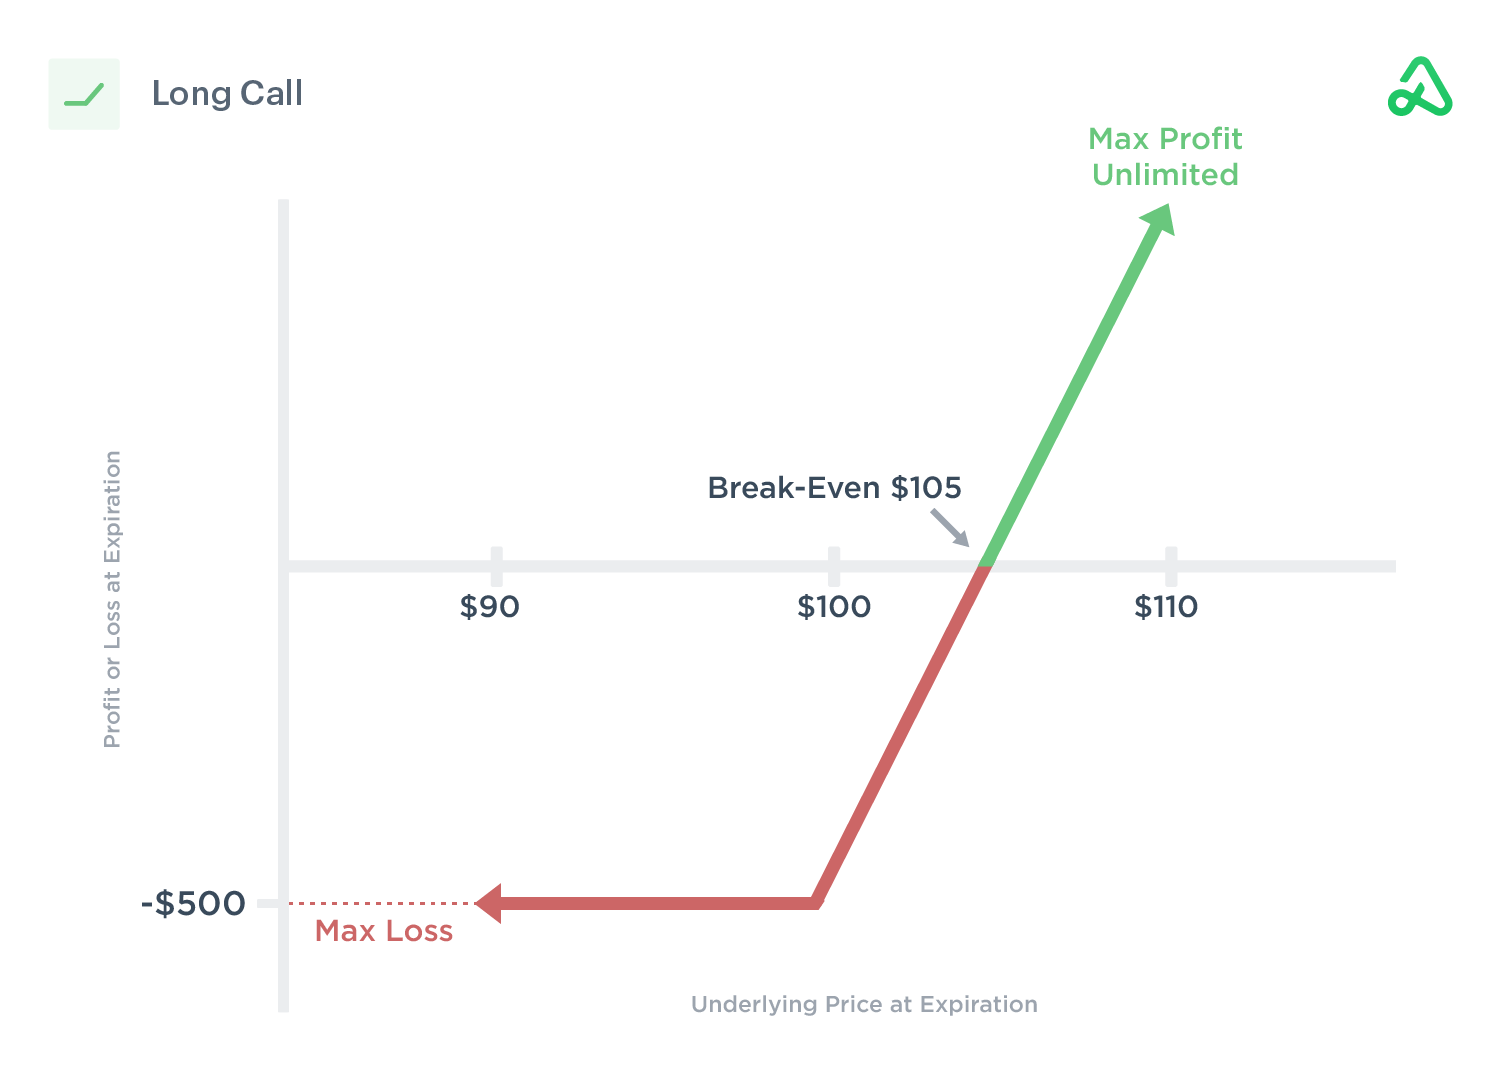 Long Call
Max Profit
Unlimited
Break-Even $105
$90
$100
$110
Profit or Loss at Expiration
-$500
Max Loss
Underlying Price at Expiration